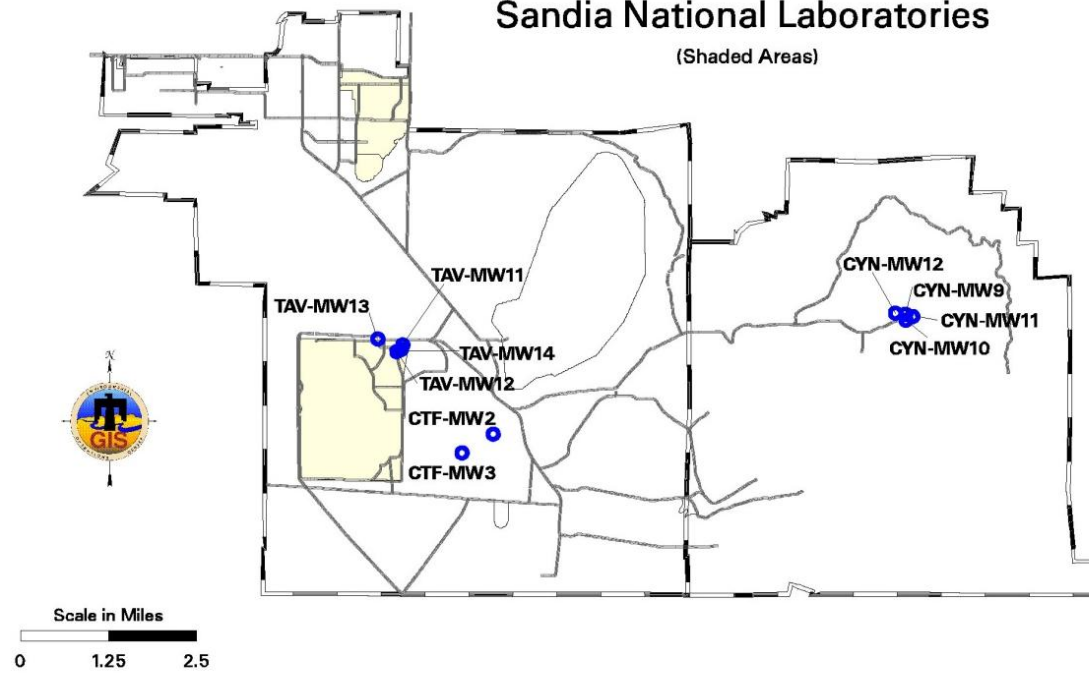 Sandia National Laboratories
(Shaded Areas)
CYN-MW12
TAV-MW11
CYN-MW9
TAV-MW13
CYN-MW11
CYN-MW10
TAV-MW14
TAV-MW12
CTF-MW2
CTF-MW3
N
GIS
Scale in Miles
0 1.25 2.5